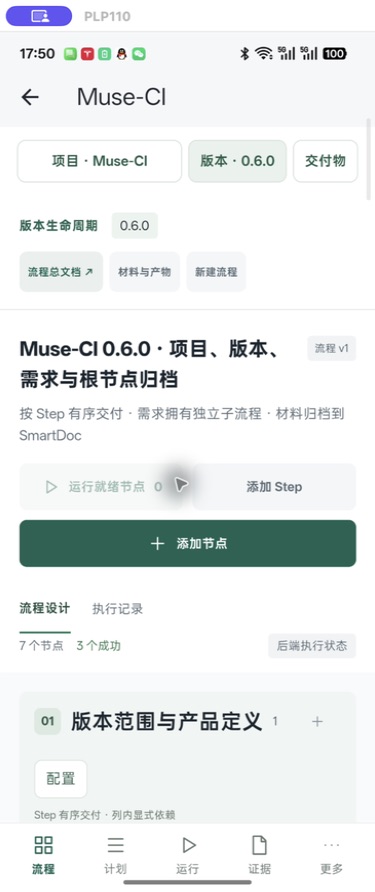 PLP110
17:50 5G 5G 100
Muse-CI
项目 · Muse-CI 版本 · 0.6.0 交付物
版本生命周期 0.6.0
流程总文档 ↗ 材料与产物 新建流程
Muse-CI 0.6.0 · 项目、版本、 流程 v1
需求与根节点归档
按 Step 有序交付 · 需求拥有独立子流程 · 材料归档到
SmartDoc
运行就绪节点 0 添加 Step
添加节点
流程设计 执行记录
7 个节点 3 个成功 后端执行状态
01 版本范围与产品定义 1
配置
Step 有序交付 · 列内显式依赖
流程 计划 运行 证据 更多